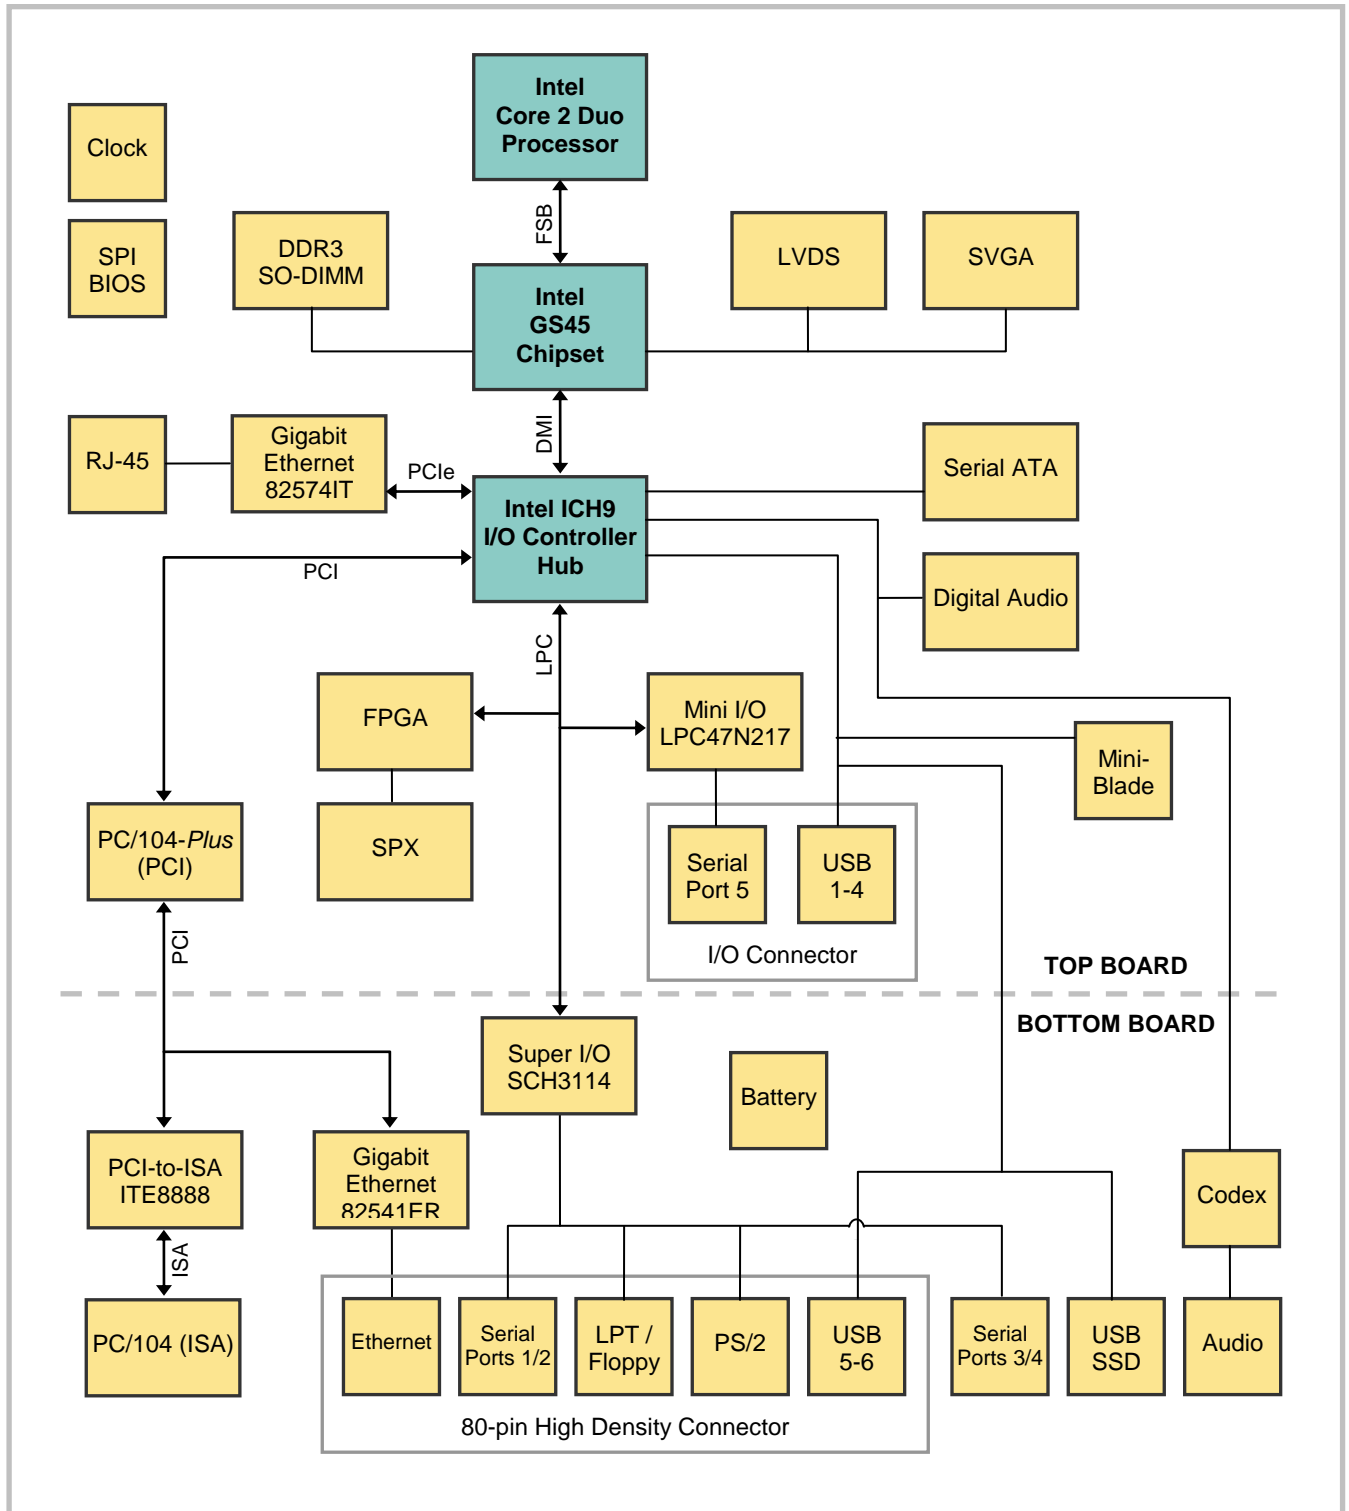 Intel
Core 2 Duo
Processor
Clock
FSB
SPI
BIOS
DDR3
SO-DIMM
LVDS
SVGA
Intel
GS45
Chipset
DMI
RJ-45
Gigabit
Ethernet
82574IT
PCIe
Serial ATA
Intel ICH9
I/O Controller
Hub
PCI
Digital Audio
LPC
FPGA
Mini I/O
LPC47N217
Mini-
Blade
PC/104-Plus
(PCI)
SPX
Serial
Port 5
USB
1-4
I/O Connector
PCI
TOP BOARD
BOTTOM BOARD
Super I/O
SCH3114
Battery
PCI-to-ISA
ITE8888
Gigabit
Ethernet
82541ER
Codex
ISA
PC/104 (ISA)
Ethernet
Serial
Ports 1/2
LPT /
Floppy
PS/2
USB
5-6
Serial
Ports 3/4
USB
SSD
Audio
80-pin High Density Connector